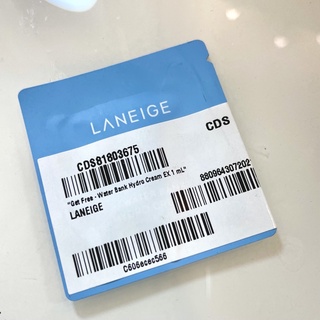 LANEIGE
CDS
CDS81803675
"Get Free - Water Bank Hydro Cream EX 1 mL"
LANEIGE
880964307202
C606ecec566